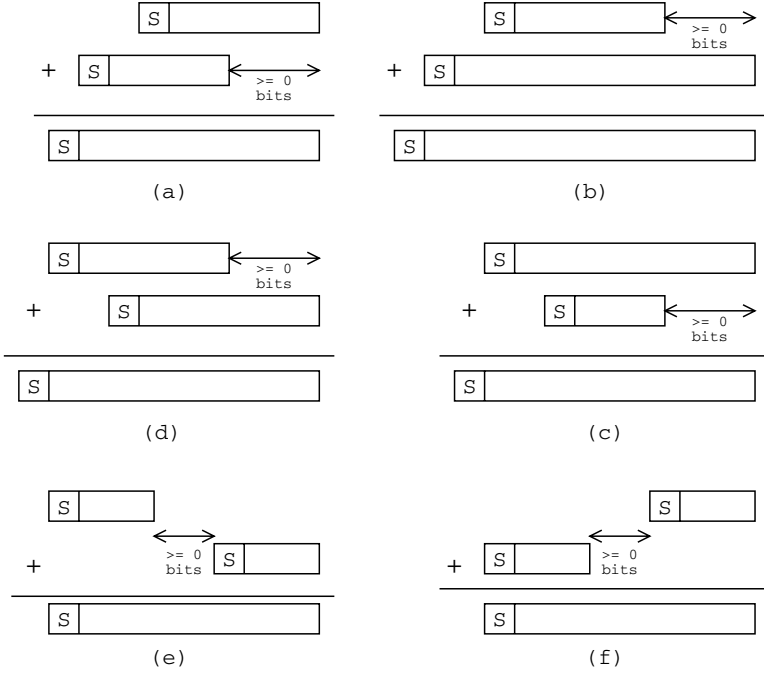 S
+ S
>= 0
bits
S
(a)
S
>= 0
bits
+ S
S
(b)
S
>= 0
bits
+ S
S
(d)
S
+ S
>= 0
bits
S
(c)
S
>= 0
bits
+ S
S
(e)
S
>= 0
bits
+ S
S
(f)